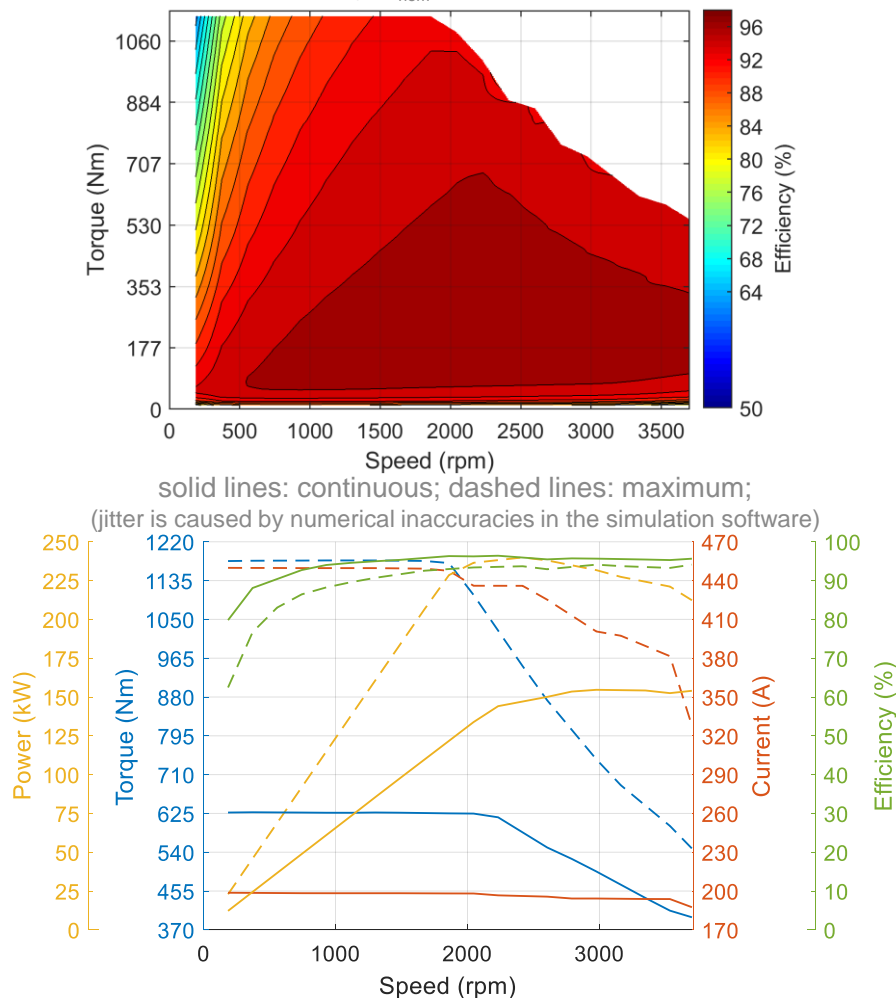 1060
884
707
530
353
177
0
0 500 1000 1500 2000 2500 3000 3500
Torque (Nm)
Speed (rpm)
96
92
88
84
80
76
72
68
64
50
Efficiency (%)
solid lines: continuous; dashed lines: maximum;
(jitter is caused by numerical inaccuracies in the simulation software)
250 1220 470 100
225 1135 440 90
200 1050 410 80
175 965 380 70
150 880 350 60
125 795 320 50
100 710 290 40
75 625 260 30
50 540 230 20
25 455 200 10
0 370 170 0
Power (kW)
Torque (Nm)
Current (A)
Efficiency (%)
0 1000 2000 3000
Speed (rpm)